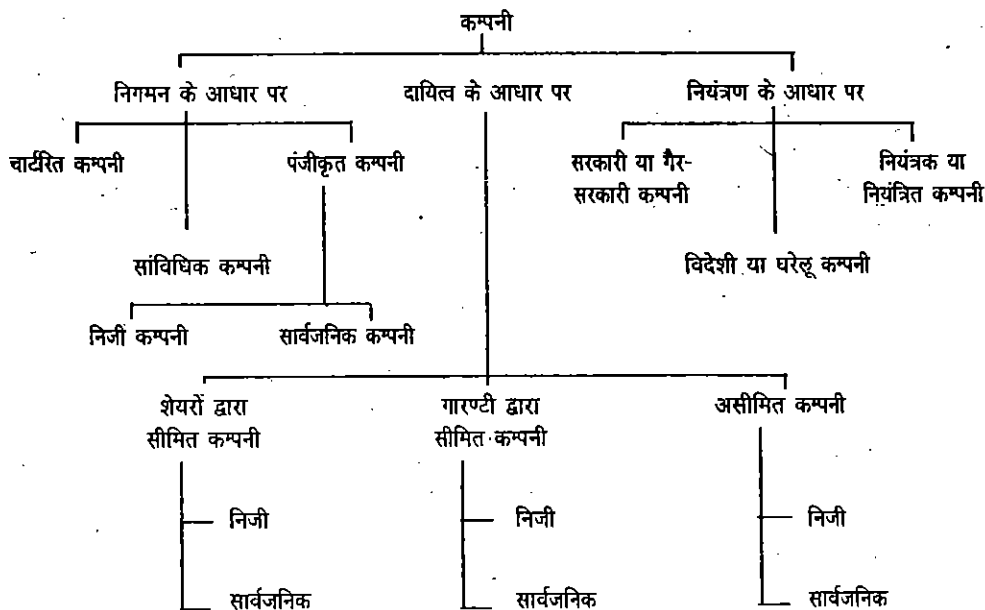 कम्पनी
निगमन के आधार पर
दायित्व के आधार पर
नियंत्रण के आधार पर
चार्टरित कम्पनी
पंजीकृत कम्पनी
सरकारी या गैर-
सरकारी कम्पनी
नियंत्रक या
नियंत्रित कम्पनी
सांविधिक कम्पनी
विदेशी या घरेलू कम्पनी
निजी कम्पनी
सार्वजनिक कम्पनी
शेयरों द्वारा
सीमित कम्पनी
गारण्टी द्वारा
सीमित कम्पनी
असीमित कम्पनी
निजी
निजी
निजी
सार्वजनिक
सार्वजनिक
सार्वजनिक